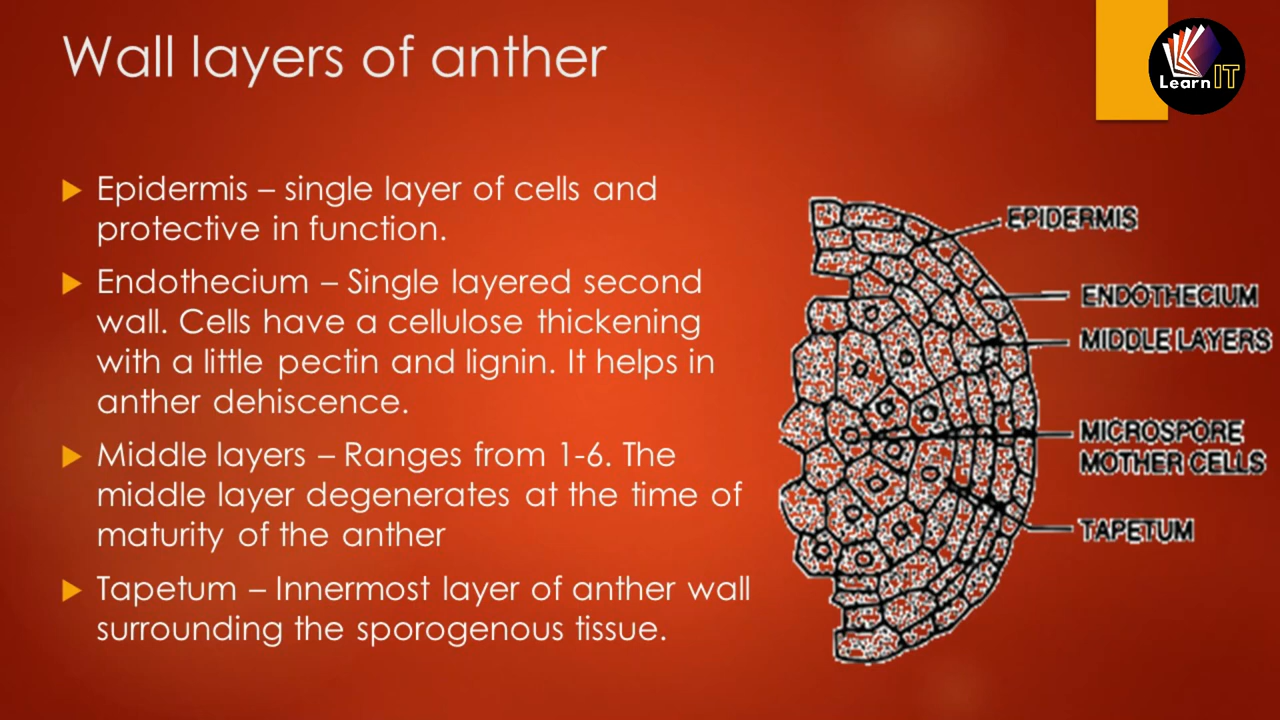 Wall layers of anther
Learn IT
Epidermis – single layer of cells and
protective in function.
Endothecium – Single layered second
wall. Cells have a cellulose thickening
with a little pectin and lignin. It helps in
anther dehiscence.
Middle layers – Ranges from 1-6. The
middle layer degenerates at the time of
maturity of the anther
Tapetum – Innermost layer of anther wall
surrounding the sporogenous tissue.
EPIDERMIS
ENDOTHECIUM
MIDDLE LAYERS
MICROSPORE
MOTHER CELLS
TAPETUM